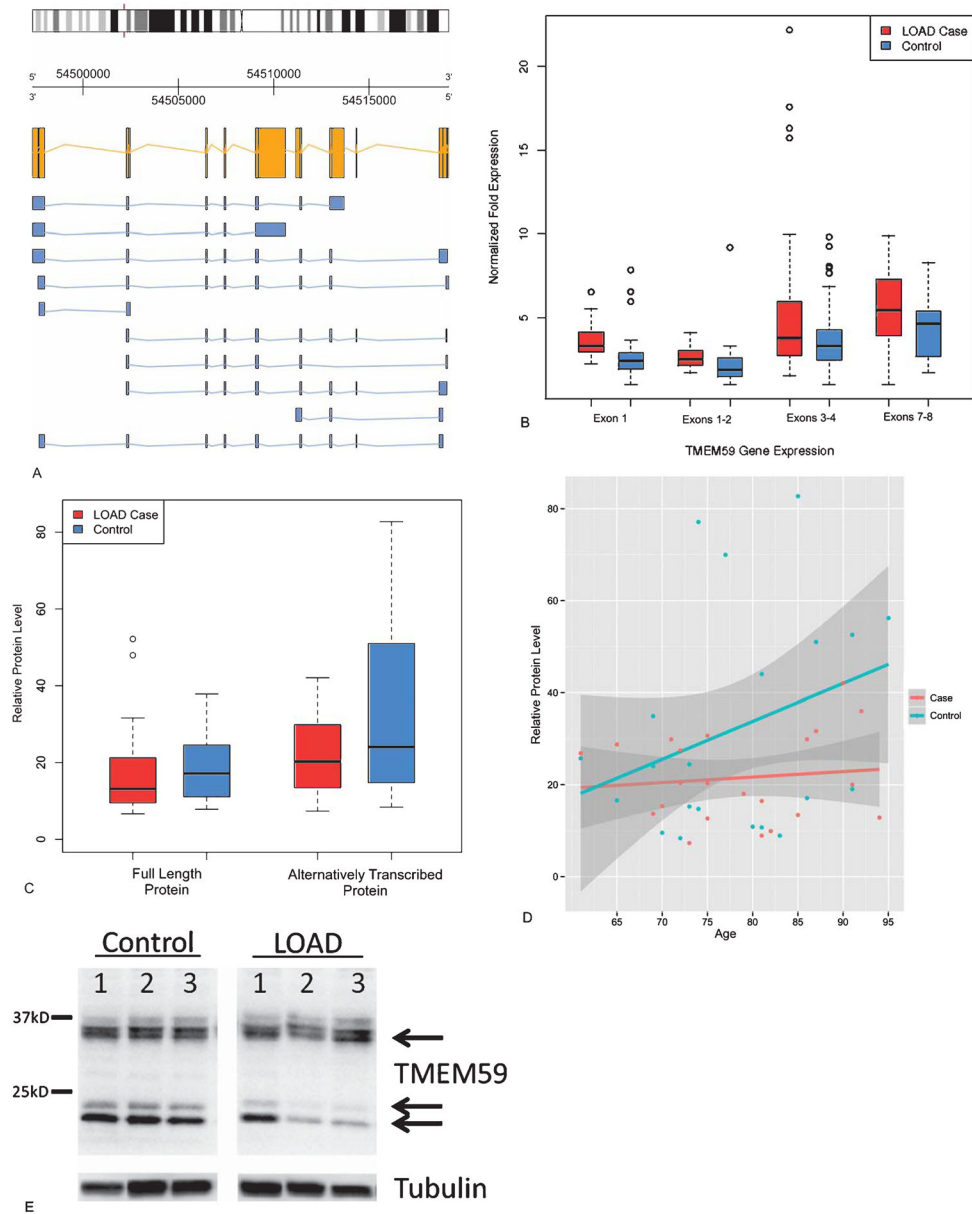 5'
54500000
54510000
3'
3'
54505000
54515000
5'
A
LOAD Case
Control
Normalized Fold Expression
20
15
10
5
Exon 1
Exons 1-2
Exons 3-4
Exons 7-8
B
TMEM59 Gene Expression
LOAD Case
Control
Relative Protein Level
80
60
40
20
0
Full Length
Protein
Alternatively Transcribed
Protein
C
Relative Protein Level
80
60
40
20
0
65
70
75
80
85
90
95
Age
Case
Control
D
Control
LOAD
1 2 3
1 2 3
37kD
TMEM59
25kD
Tubulin
E